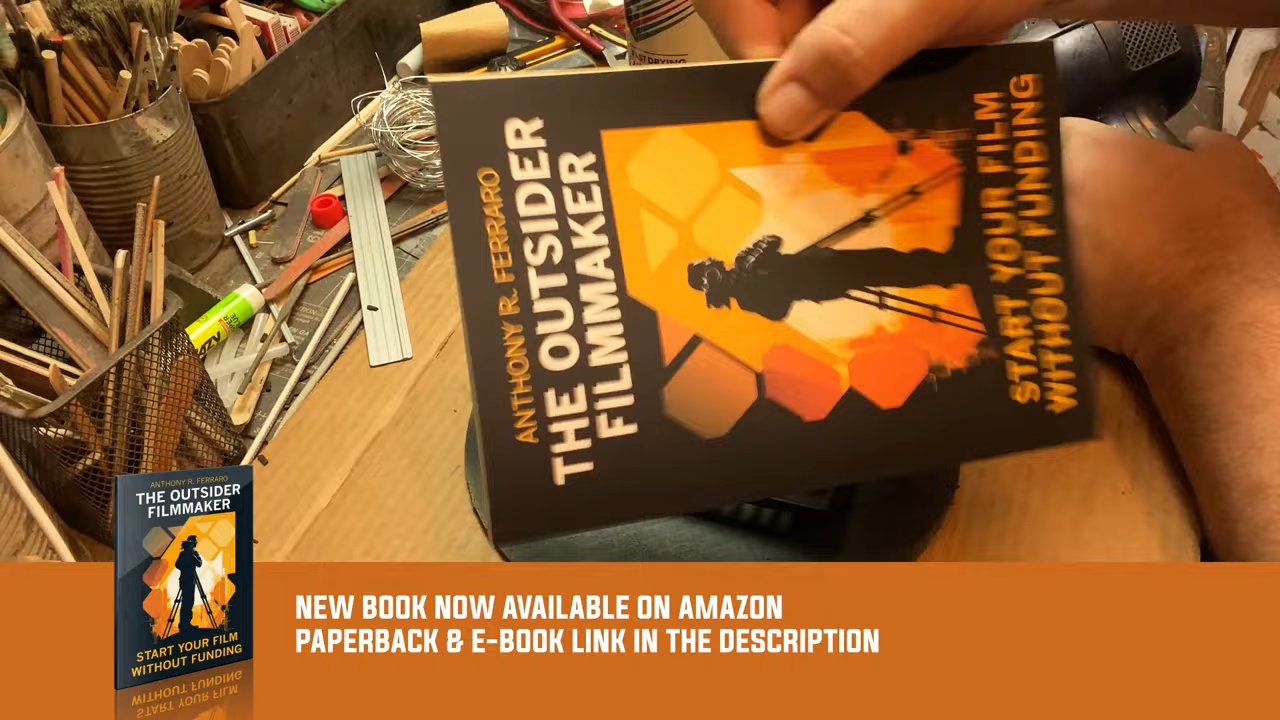 ANTHONY R. FERRARO
THE OUTSIDER
FILMMAKER
START YOUR FILM
WITHOUT FUNDING
ANTHONY R. FERRARO
THE OUTSIDER
FILMMAKER
START YOUR FILM
WITHOUT FUNDING
NEW BOOK NOW AVAILABLE ON AMAZON
PAPERBACK & E-BOOK LINK IN THE DESCRIPTION